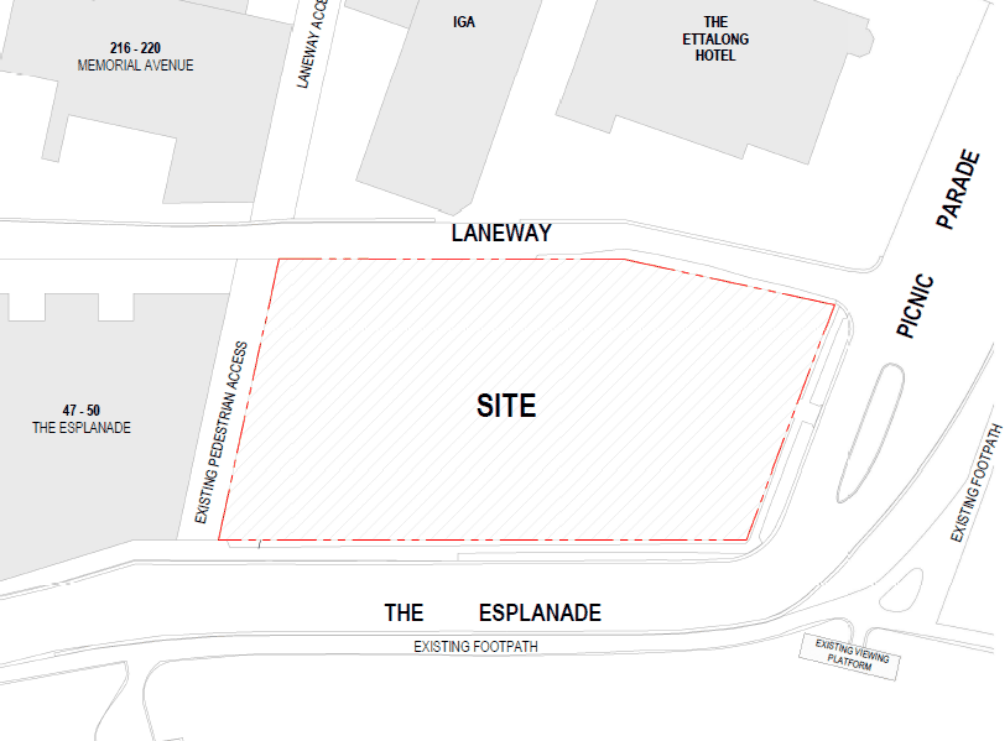 216 - 220
MEMORIAL AVENUE
LANEWAY ACCE
IGA
THE
ETTALONG
HOTEL
PICNIC PARADE
LANEWAY
47 - 50
THE ESPLANADE
EXISTING PEDESTRIAN ACCESS
SITE
EXISTING FOOTPATH
THE ESPLANADE
EXISTING FOOTPATH
EXISTING VIEWING
PLATFORM